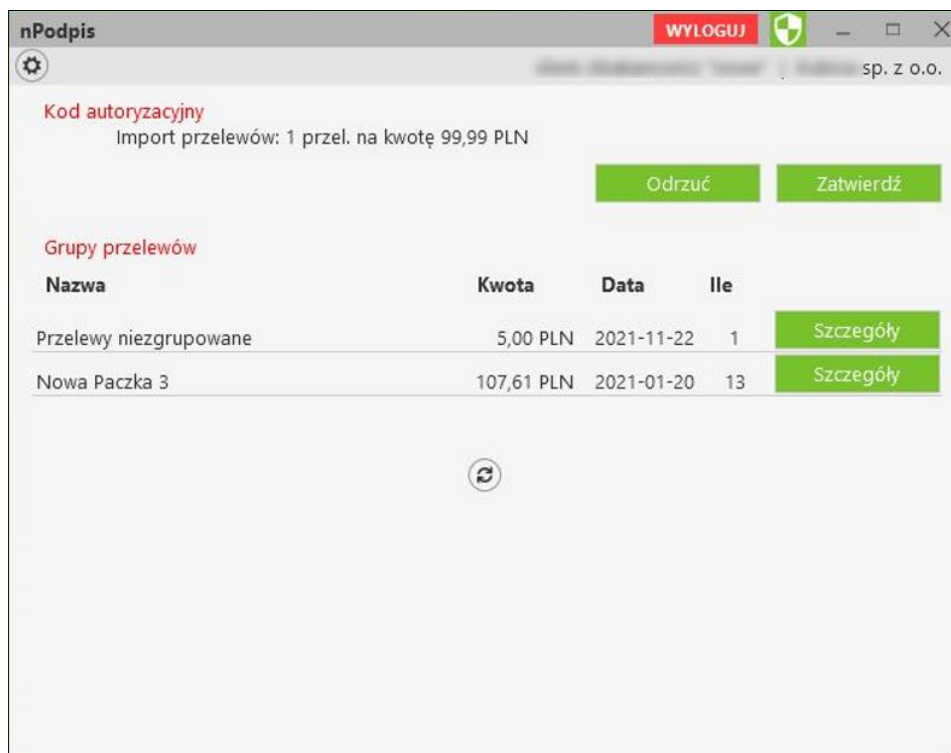 nPodpis WYLOGUJ
sp. z o.o.
Kod autoryzacyjny
Import przelewów: 1 przel. na kwotę 99,99 PLN
Odrzuć Zatwierdź
Grupy przelewów
Nazwa Kwota Data Ile
Przelewy niezgrupowane 5,00 PLN 2021-11-22 1 Szczegóły
Nowa Paczka 3 107,61 PLN 2021-01-20 13 Szczegóły